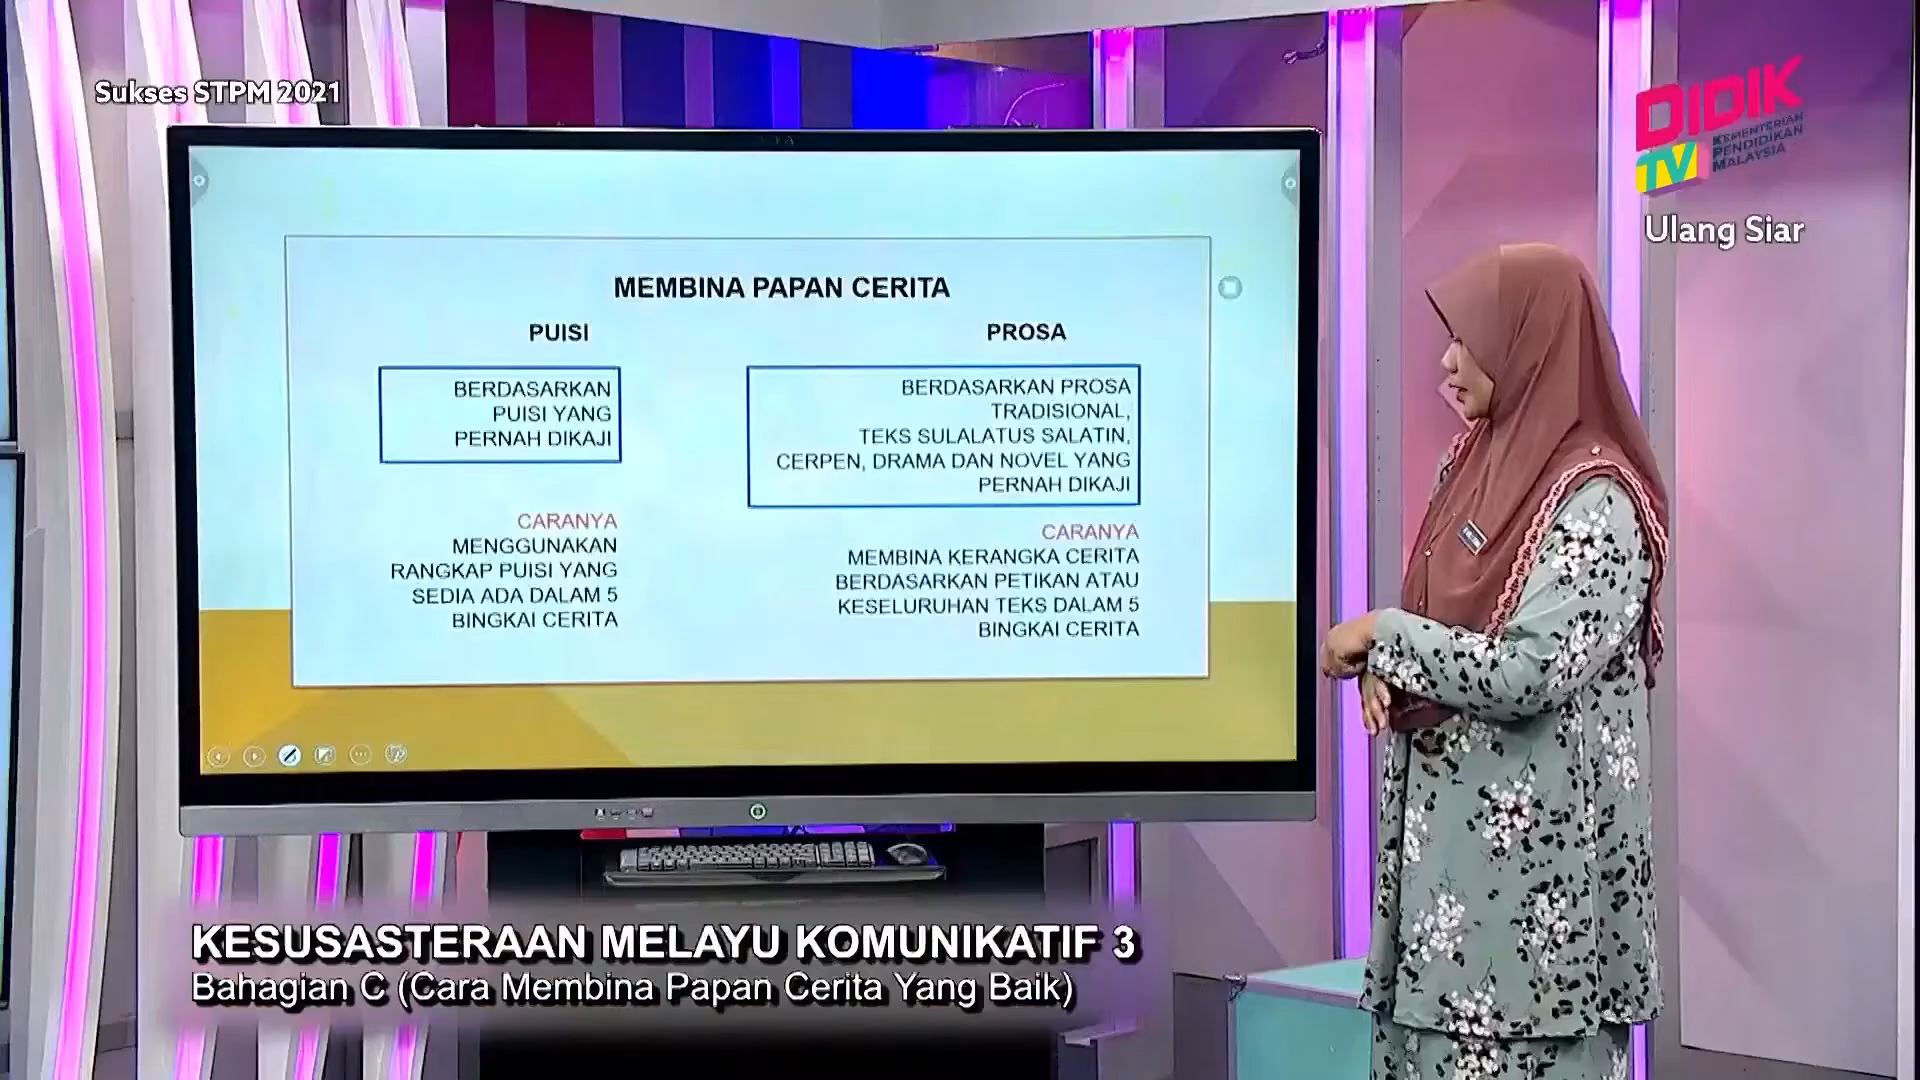 Sukses STPM 2021
DIDIK
TV
KEMENTERIAN
PENDIDIKAN
MALAYSIA
Ulang Siar
MEMBINA PAPAN CERITA
PUISI
BERDASARKAN
PUISI YANG
PERNAH DIKAJI
CARANYA
MENGGUNAKAN
RANGKAP PUISI YANG
SEDIA ADA DALAM 5
BINGKAI CERITA
PROSA
BERDASARKAN PROSA
TRADISIONAL,
TEKS SULALATUS SALATIN,
CERPEN, DRAMA DAN NOVEL YANG
PERNAH DIKAJI
CARANYA
MEMBINA KERANGKA CERITA
BERDASARKAN PETIKAN ATAU
KESELURUHAN TEKS DALAM 5
BINGKAI CERITA
KESUSASTERAAN MELAYU KOMUNIKATIF 3
Bahagian C (Cara Membina Papan Cerita Yang Baik)